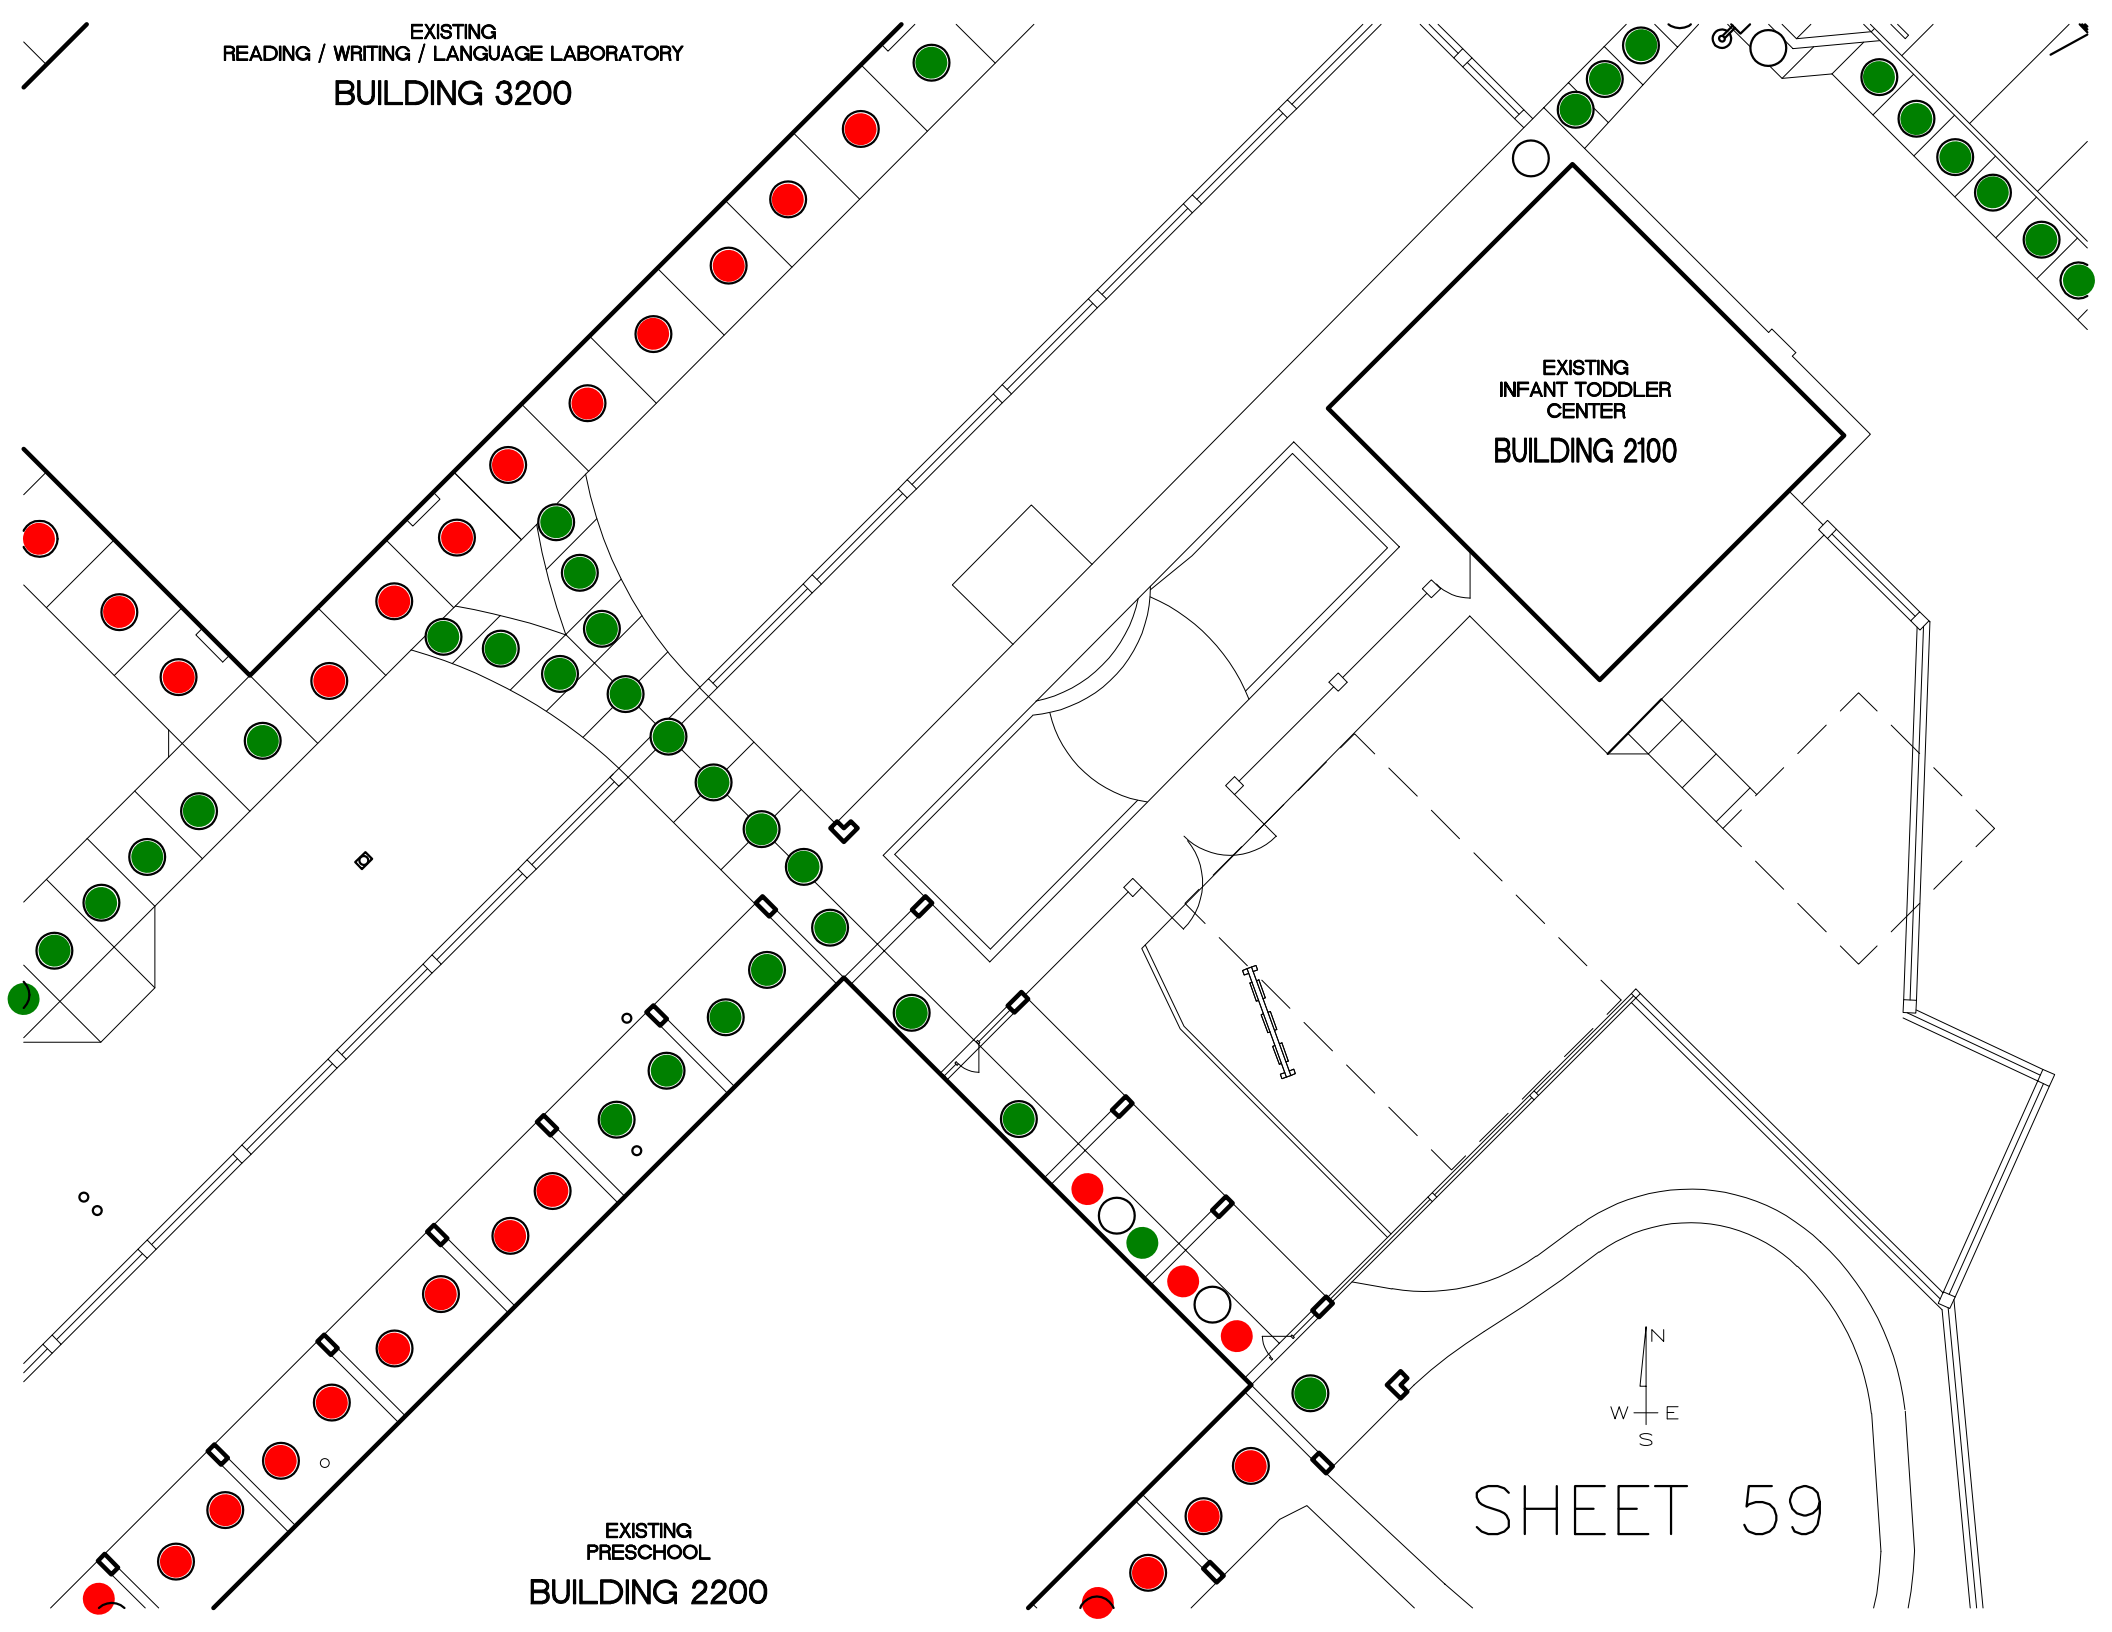 EXISTING
READING / WRITING / LANGUAGE LABORATORY
BUILDING 3200
EXISTING
INFANT TODDLER
CENTER
BUILDING 2100
N
W E
S
SHEET 59
EXISTING
PRESCHOOL
BUILDING 2200